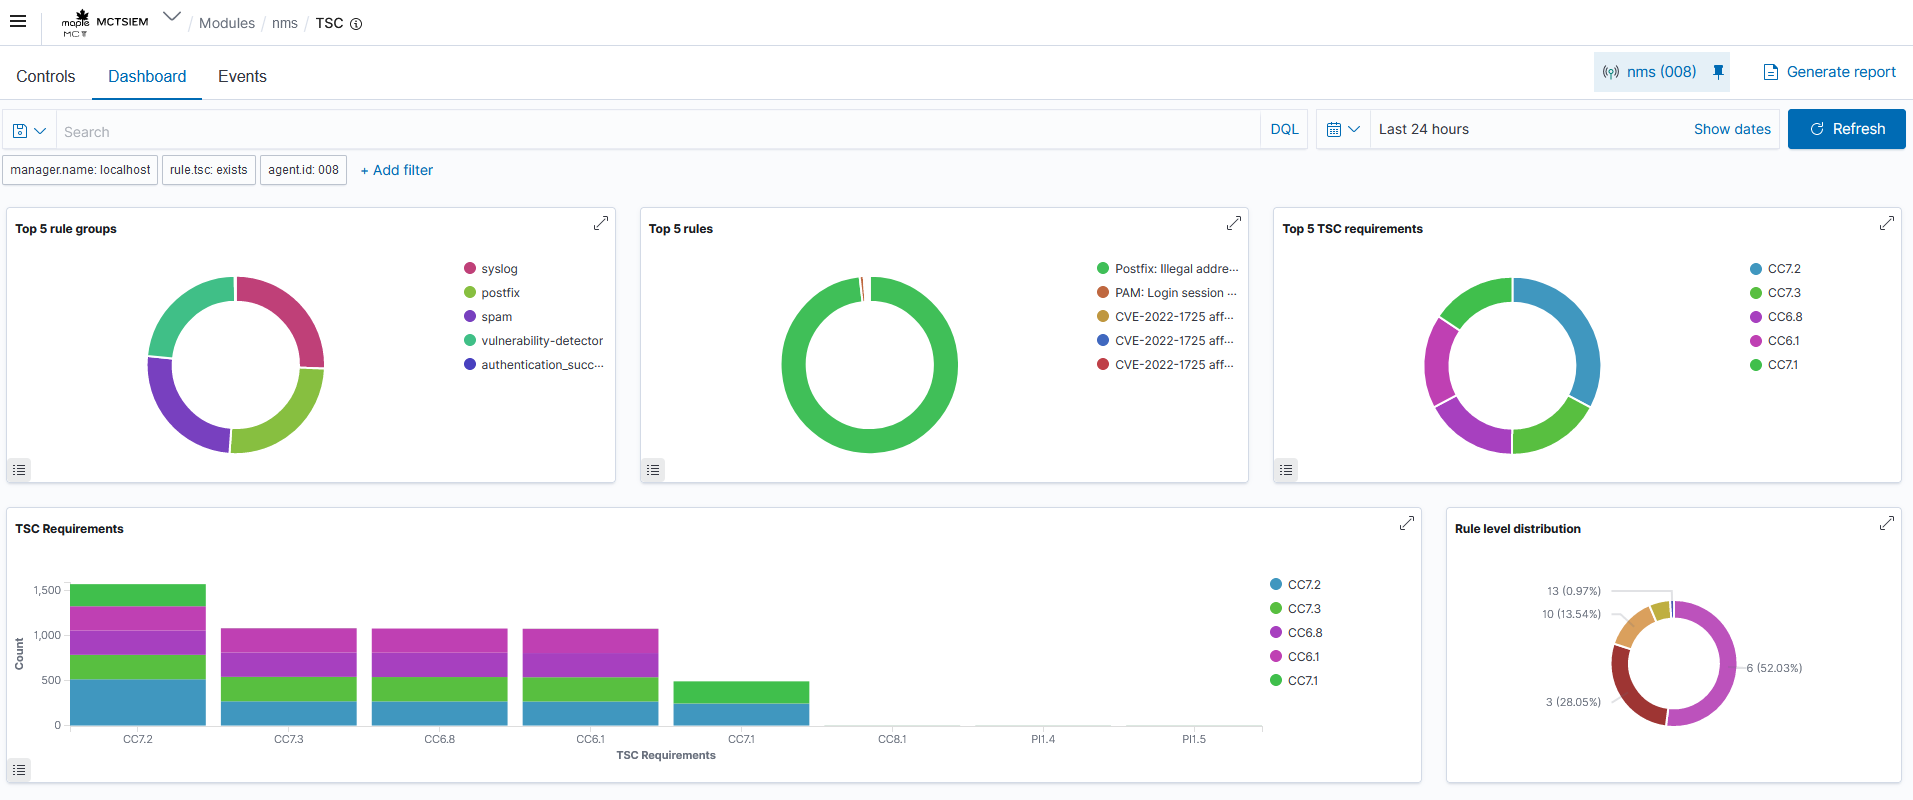 maple MCTSIEM / Modules / nms / TSC
MCT
Controls Dashboard Events
nms (008) Generate report
Search DQL Last 24 hours Show dates Refresh
manager.name: localhost rule.tsc: exists agent.id: 008 + Add filter
Top 5 rule groups
syslog
postfix
spam
vulnerability-detector
authentication_succ...
Top 5 rules
Postfix: Illegal addre...
PAM: Login session ...
CVE-2022-1725 aff...
CVE-2022-1725 aff...
CVE-2022-1725 aff...
Top 5 TSC requirements
CC7.2
CC7.3
CC6.8
CC6.1
CC7.1
TSC Requirements
Count
1,500
1,000
500
0
CC7.2 CC7.3 CC6.8 CC6.1 CC7.1 CC8.1 PI1.4 PI1.5
TSC Requirements
CC7.2
CC7.3
CC6.8
CC6.1
CC7.1
Rule level distribution
13 (0.97%)
10 (13.54%)
6 (52.03%)
3 (28.05%)